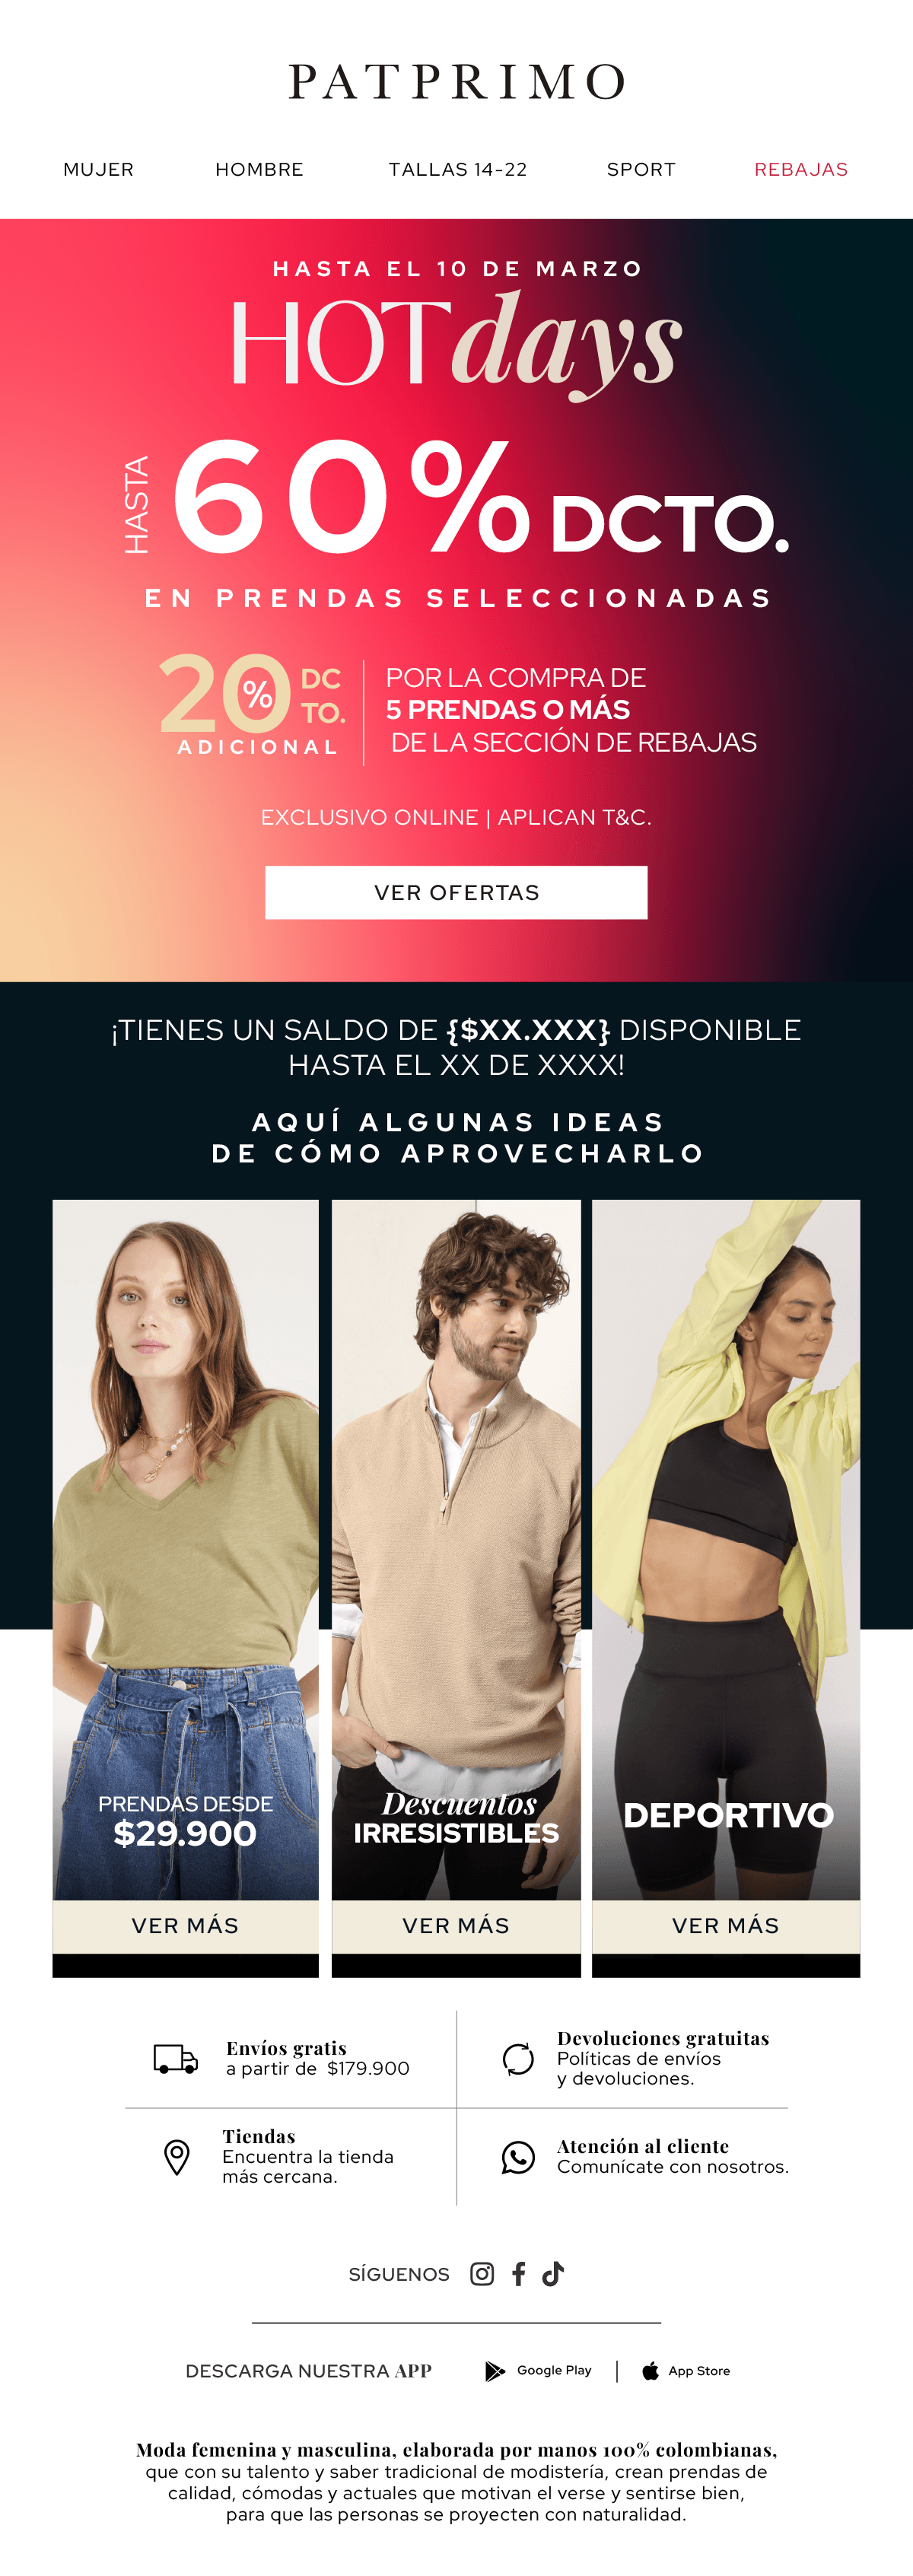 PATPRIMO
MUJER HOMBRE TALLAS 14-22 SPORT REBAJAS
HASTA EL 10 DE MARZO
HOT days
HASTA 60% DCTO.
EN PRENDAS SELECCIONADAS
20% DCTO. ADICIONAL
POR LA COMPRA DE
5 PRENDAS O MÁS
DE LA SECCIÓN DE REBAJAS
EXCLUSIVO ONLINE | APLICAN T&C.
VER OFERTAS
¡TIENES UN SALDO DE {$XX.XXX} DISPONIBLE
HASTA EL XX DE XXXX!
AQUÍ ALGUNAS IDEAS
DE CÓMO APROVECHARLO
PRENDAS DESDE
$29.900
VER MÁS
Descuentos
IRRESISTIBLES
VER MÁS
DEPORTIVO
VER MÁS
Envíos gratis
a partir de $179.900
Devoluciones gratuitas
Políticas de envíos
y devoluciones.
Tiendas
Encuentra la tienda
más cercana.
Atención al cliente
Comunícate con nosotros.
SÍGUENOS
DESCARGA NUESTRA APP Google Play | App Store
Moda femenina y masculina, elaborada por manos 100% colombianas,
que con su talento y saber tradicional de modistería, crean prendas de
calidad, cómodas y actuales que motivan el verse y sentirse bien,
para que las personas se proyecten con naturalidad.